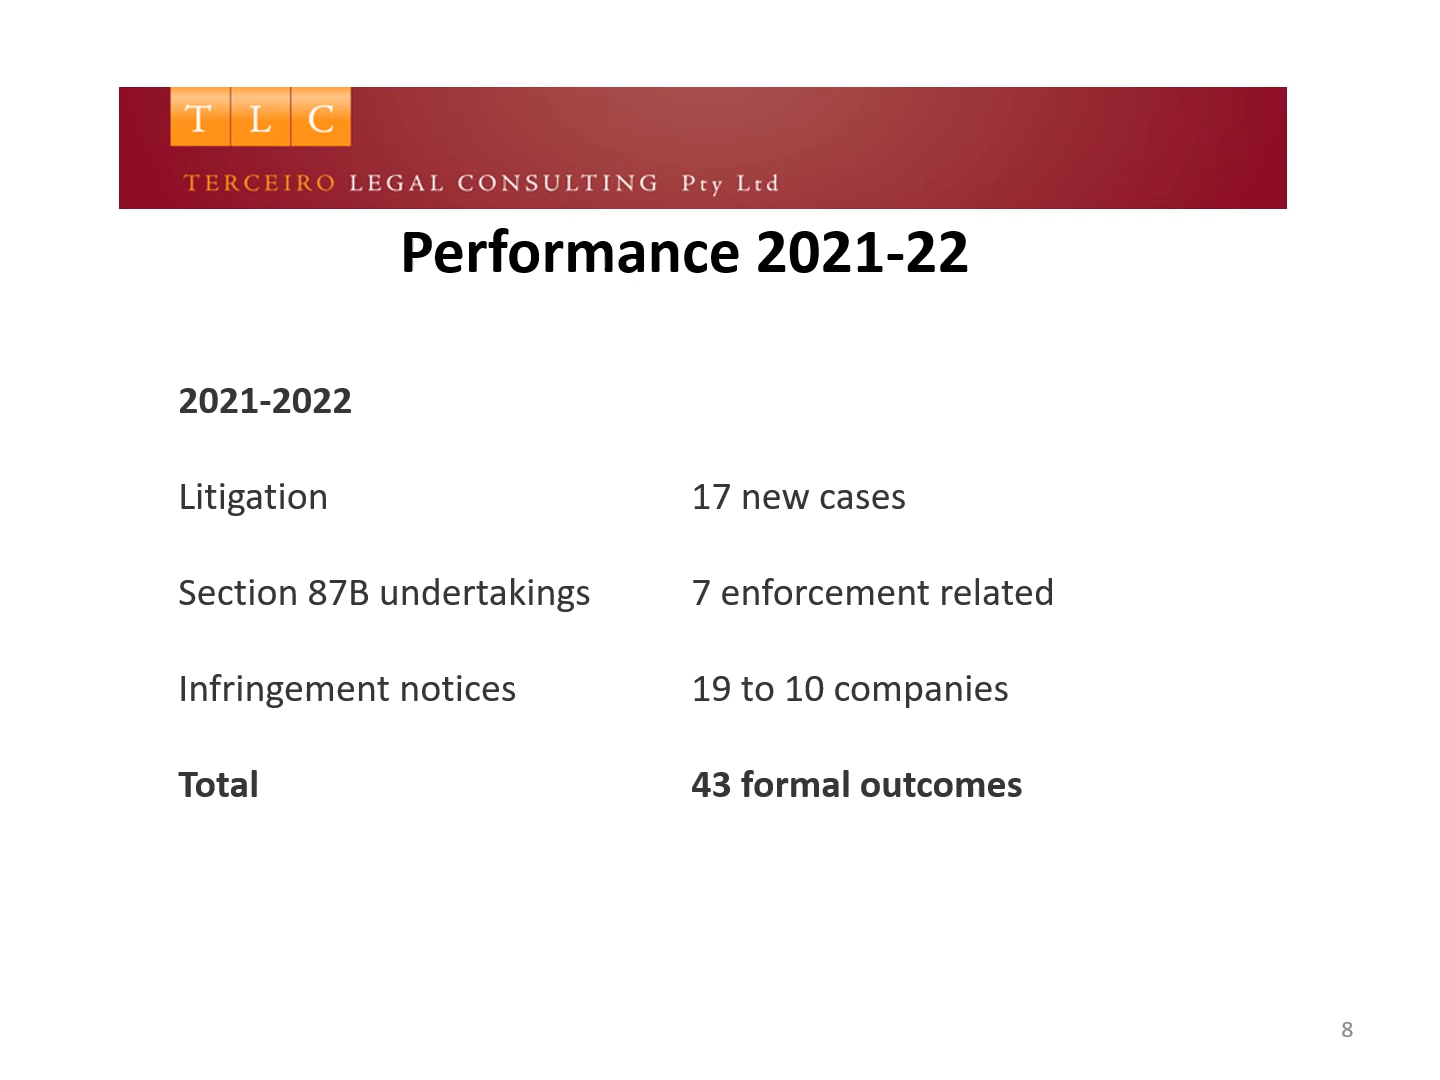 T L C
TERCEIRO LEGAL CONSULTING Pty Ltd
Performance 2021-22
2021-2022
Litigation 17 new cases
Section 87B undertakings 7 enforcement related
Infringement notices 19 to 10 companies
Total 43 formal outcomes
8